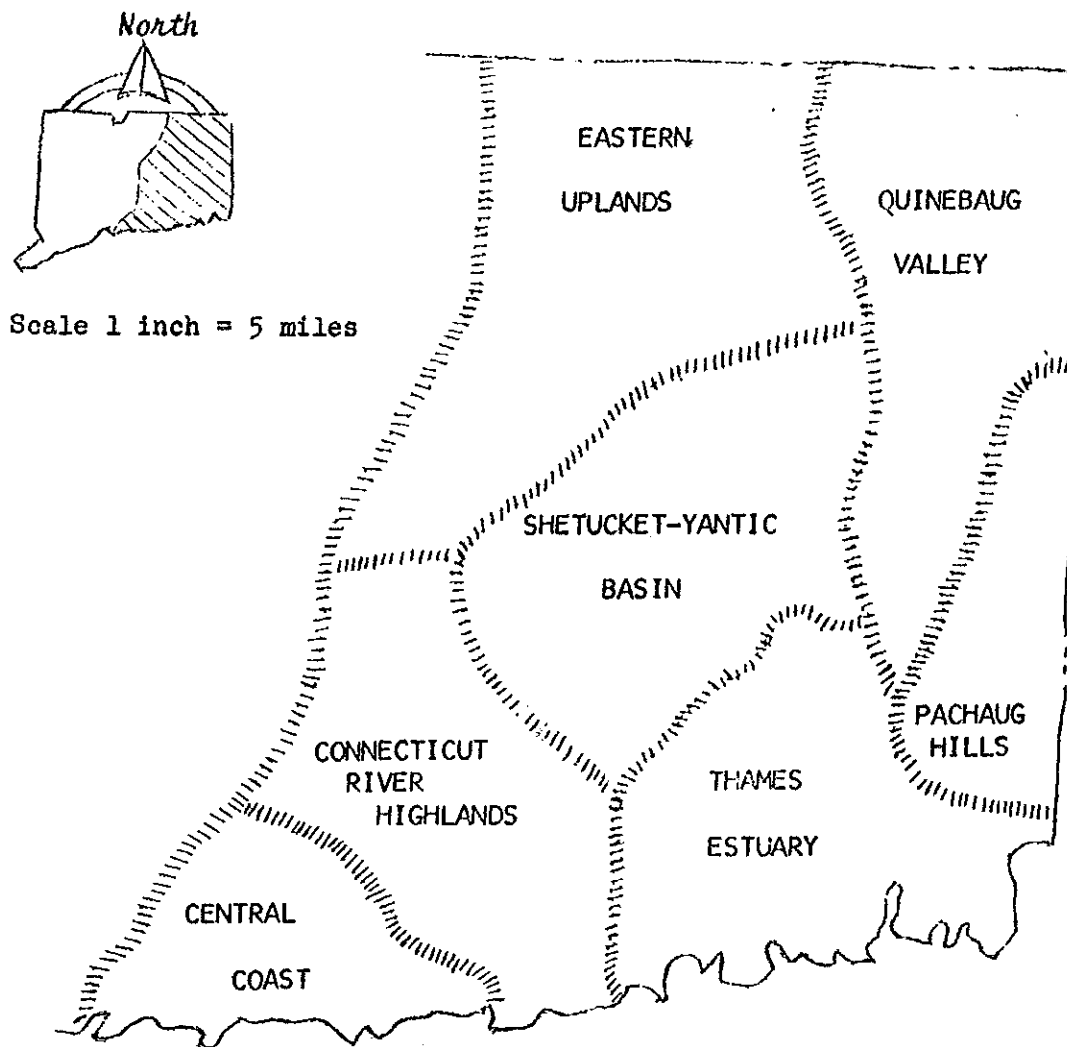 North
Scale 1 inch = 5 miles
EASTERN
UPLANDS
QUINEBAUG
VALLEY
SHETUCKET-YANTIC
BASIN
PACHAUG
HILLS
CONNECTICUT
RIVER
HIGHLANDS
THAMES
ESTUARY
CENTRAL
COAST